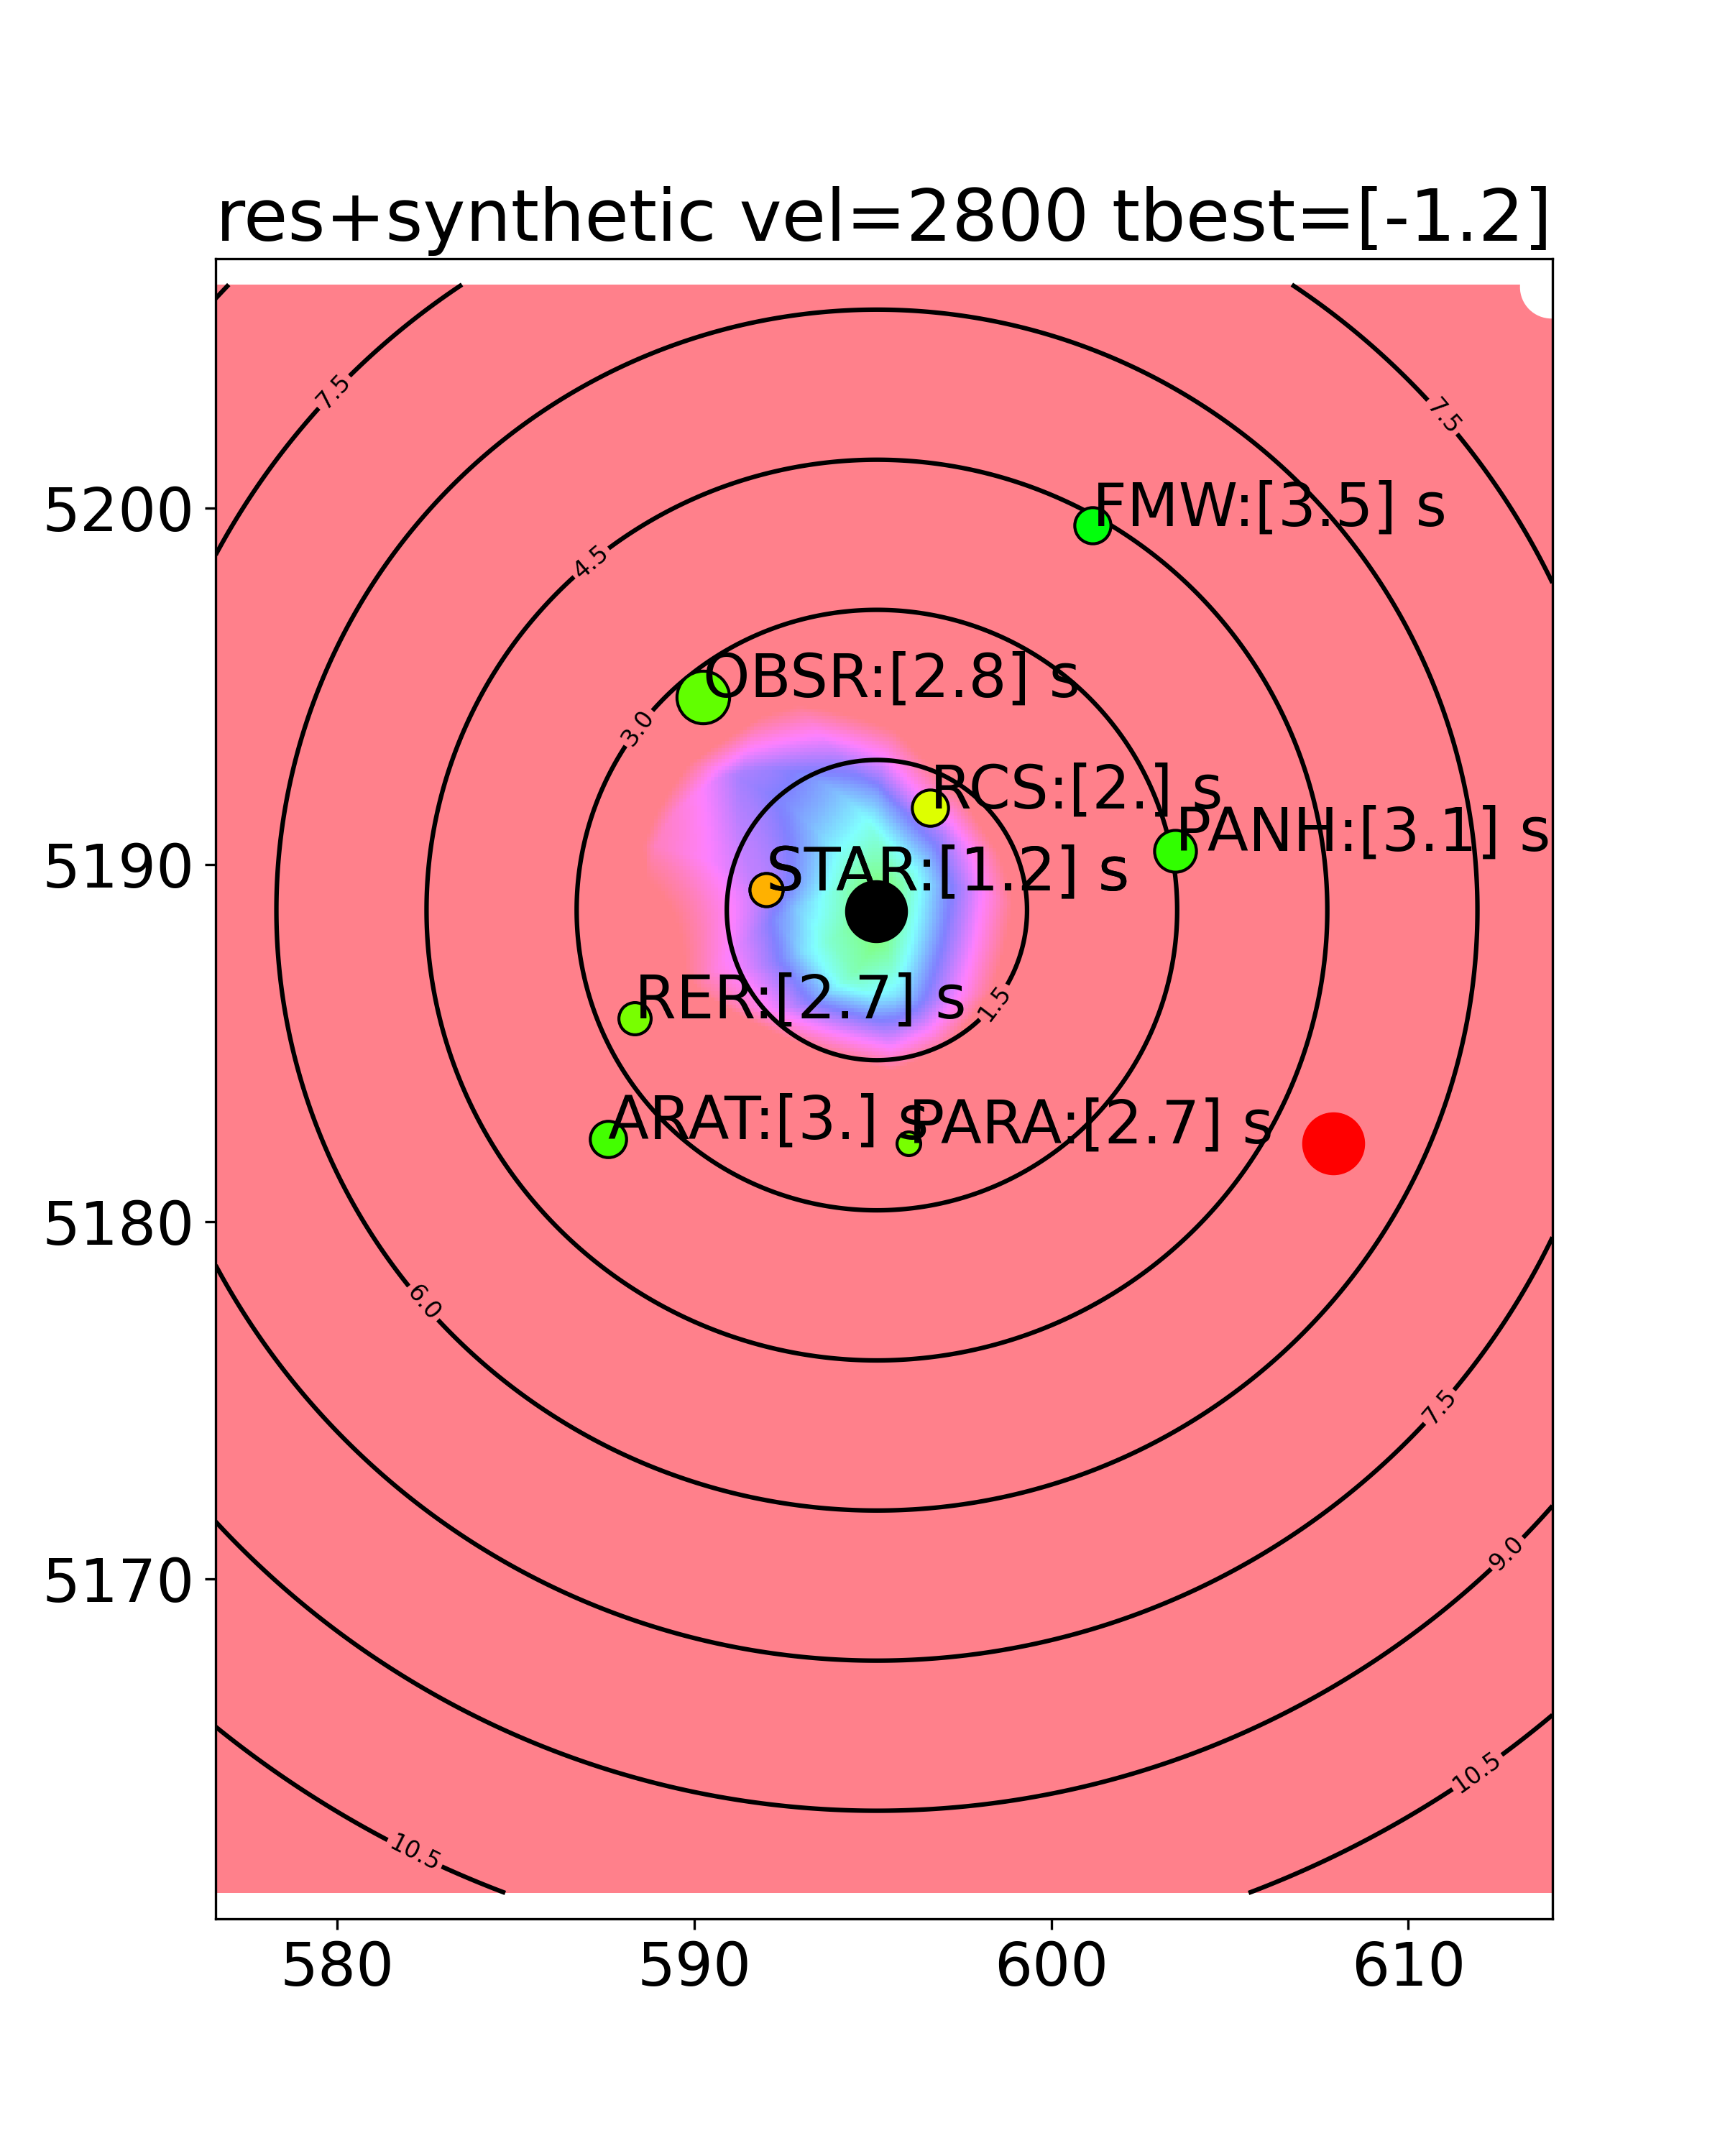 res+synthetic vel=2800 tbest=[-1.2]
7.5
7.5
5200
FMW:[3.5] s
4.5
OBSR:[2.8] s
3.0
RCS:[2.] s
PANH:[3.1] s
5190
STAR:[1.2] s
RER:[2.7] s
1.5
ARAT:[3.] s
PARA:[2.7] s
5180
6.0
7.5
9.0
5170
10.5
10.5
580 590 600 610